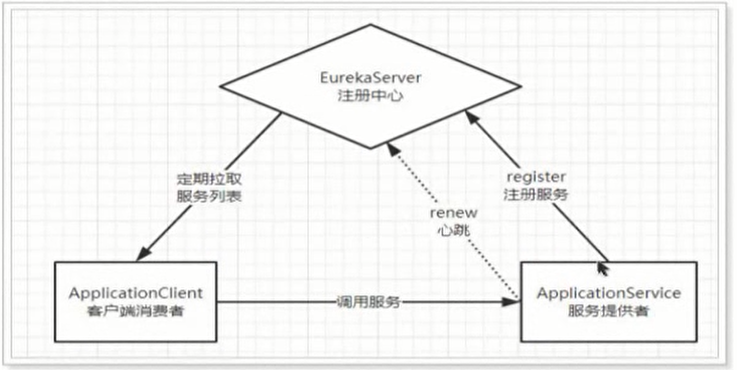 EurekaServer
注册中心
定期拉取
服务列表
register
注册服务
renew
心跳
ApplicationClient
客户端消费者
调用服务
ApplicationService
服务提供者